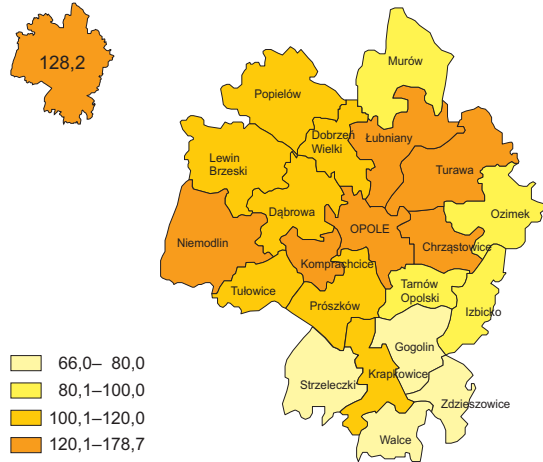 128,2
Murów
Popielów
Dobrzeń
Wielki
Łubniany
Lewin
Brzeski
Turawa
Ozimek
Dąbrowa
Niemodlin
OPOLE
Chrząstowice
Komprachcice
Tułowice
Tarnów
Opolski
Prószków
Izbicko
Gogolin
Strzeleczki
Krapkowice
Zdzieszowice
Walce
66,0– 80,0
80,1–100,0
100,1–120,0
120,1–178,7